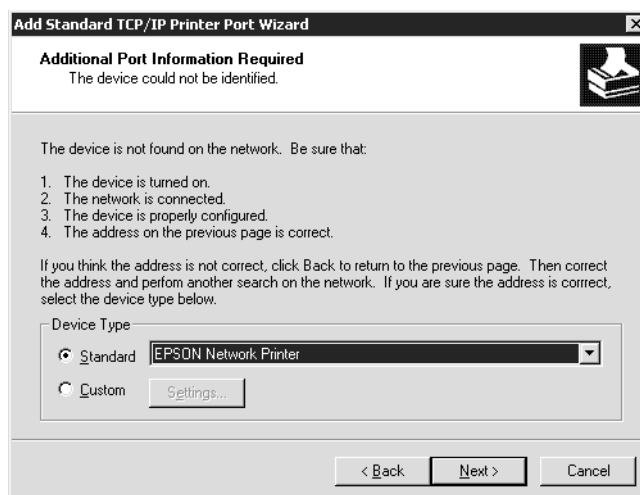 Add Standard TCP/IP Printer Port Wizard
Additional Port Information Required
The device could not be identified.
The device is not found on the network. Be sure that:
1. The device is turned on.
2. The network is connected.
3. The device is properly configured.
4. The address on the previous page is correct.
If you think the address is not correct, click Back to return to the previous page. Then correct
the address and perfom another search on the network. If you are sure the address is corrrect,
select the device type below.
Device Type
Standard EPSON Network Printer
Custom Settings...
< Back Next > Cancel